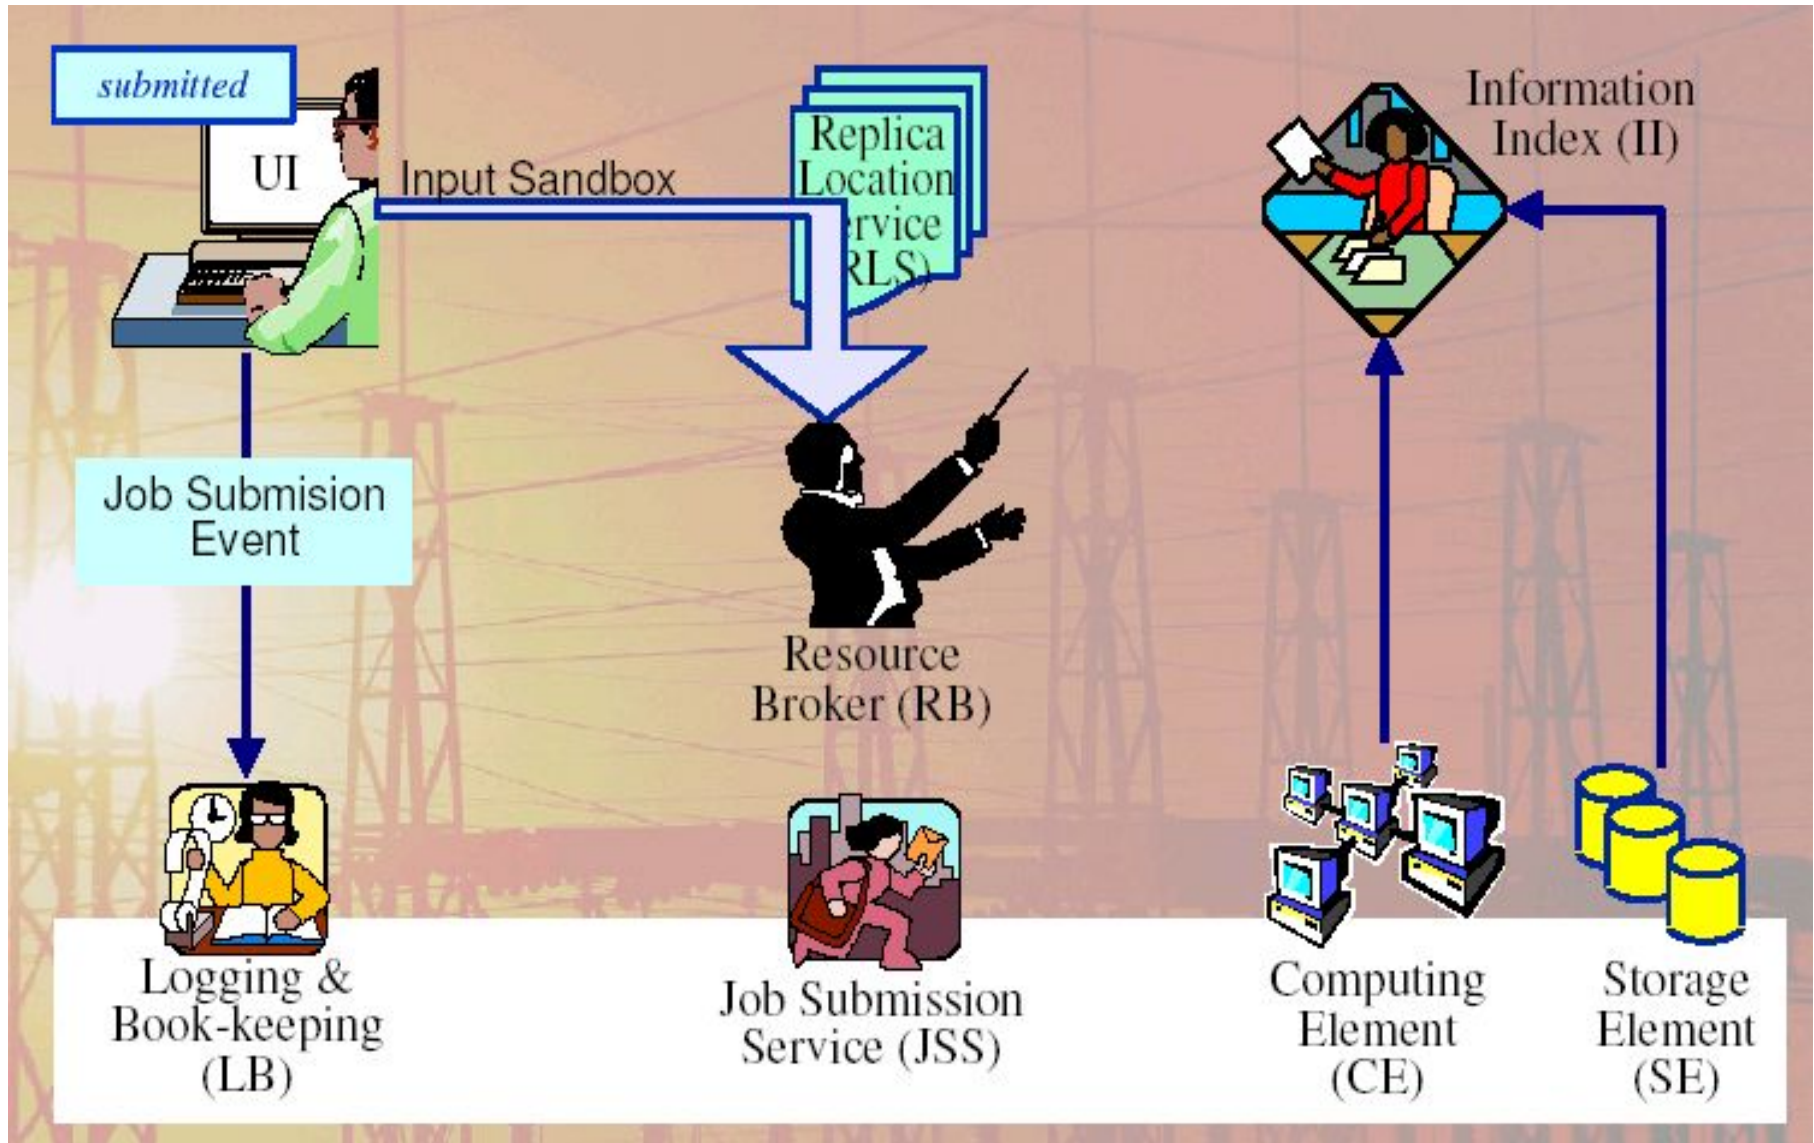 submitted
UI
Input Sandbox
Replica
Location
ervice
RLS)
Information
Index (II)
Job Submision
Event
Resource
Broker (RB)
Logging &
Book-keeping
(LB)
Job Submission
Service (JSS)
Computing
Element
(CE)
Storage
Element
(SE)